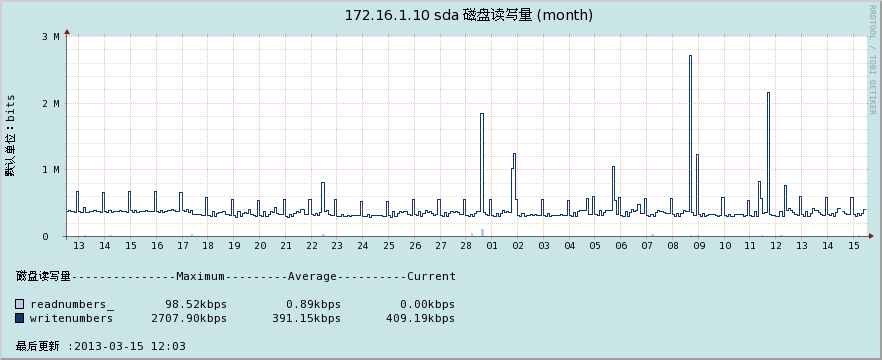 172.16.1.10 sda 磁盘读写量 (month)
RRDTOOL / TOBI OETIKER
默认单位：bits
3 M
2 M
1 M
0
13 14 15 16 17 18 19 20 21 22 23 24 25 26 27 28 01 02 03 04 05 06 07 08 09 10 11 12 13 14 15
磁盘读写量---------------Maximum---------Average----------Current
readnumbers_ 98.52kbps 0.89kbps 0.00kbps
writenumbers 2707.90kbps 391.15kbps 409.19kbps
最后更新 :2013-03-15 12:03